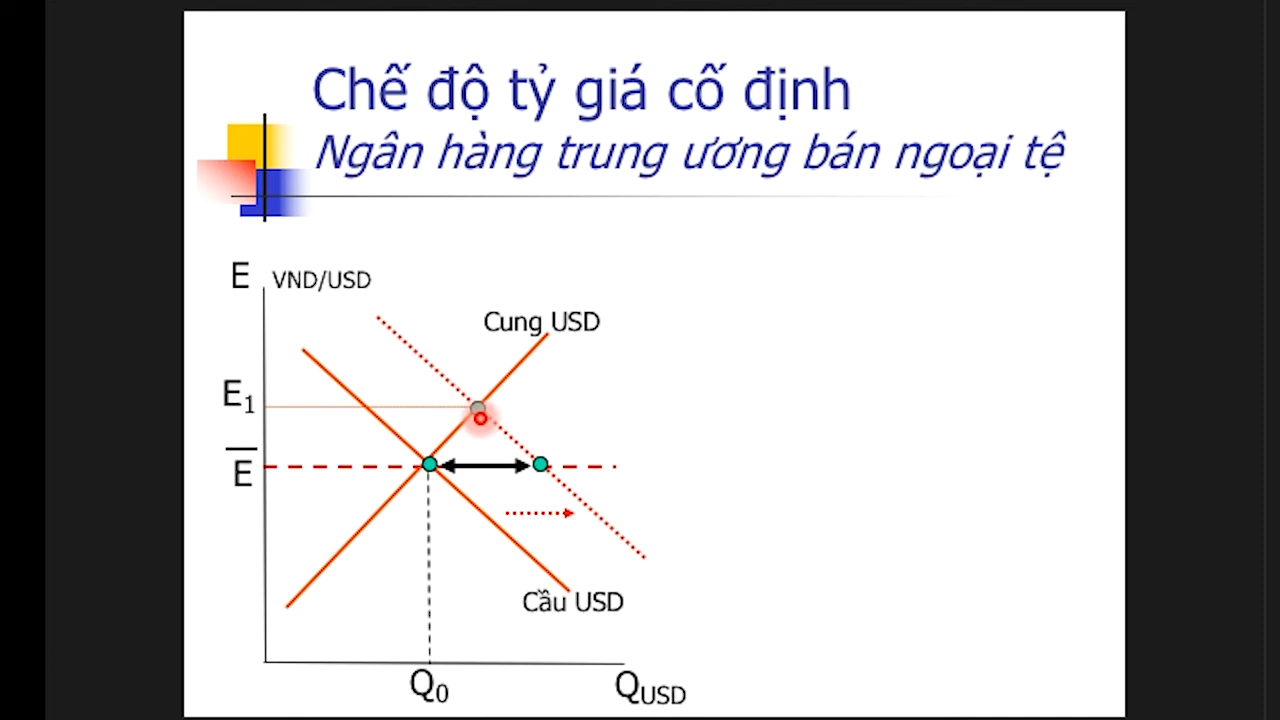 Chế độ tỷ giá cố định
Ngân hàng trung ương bán ngoại tệ
E VND/USD
Cung USD
E₁
E̅
Cầu USD
Q₀
Q_USD